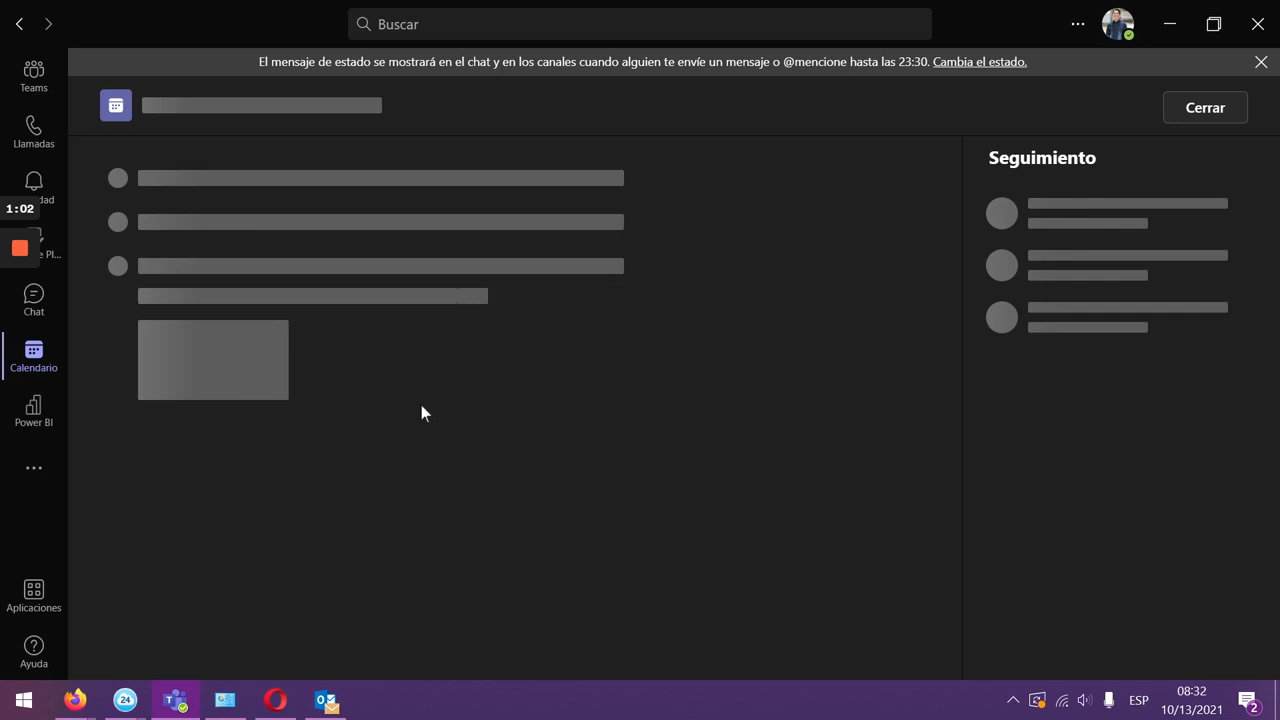 Buscar
El mensaje de estado se mostrará en el chat y en los canales cuando alguien te envíe un mensaje o @mencione hasta las 23:30. Cambia el estado.
Teams
Llamadas
dad
1:02
e Pl...
Chat
Calendario
Power BI
Aplicaciones
Ayuda
Cerrar
Seguimiento
24
ESP
08:32
10/13/2021
2